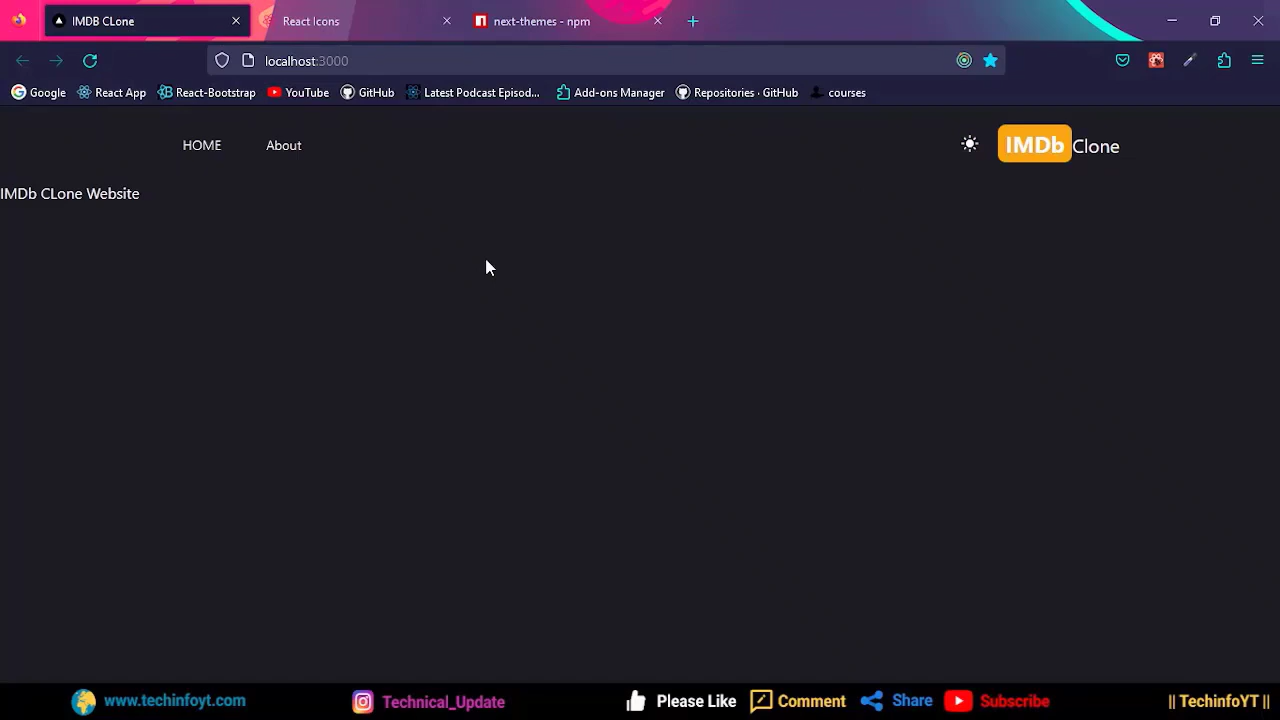 IMDB CLone
React Icons
next-themes - npm
localhost:3000
Google
React App
React-Bootstrap
YouTube
GitHub
Latest Podcast Episod...
Add-ons Manager
Repositories · GitHub
courses
HOME
About
IMDb Clone
IMDb CLone Website
www.techinfoyt.com
Technical_Update
Please Like
Comment
Share
Subscribe
|| TechinfoYT ||